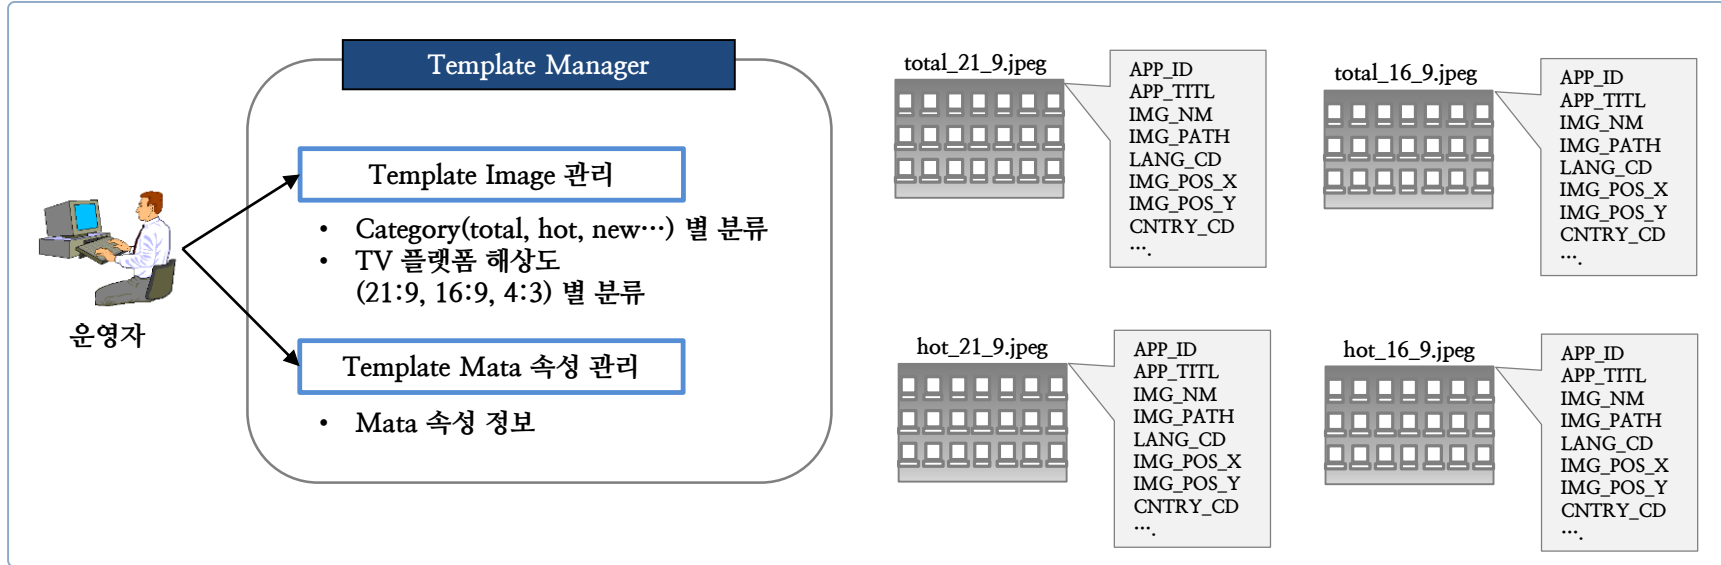 Template Manager
Template Image 관리
• Category(total, hot, new⋯) 별 분류
• TV 플랫폼 해상도
(21:9, 16:9, 4:3) 별 분류
운영자
Template Mata 속성 관리
• Mata 속성 정보
total_21_9.jpeg
APP_ID
APP_TITL
IMG_NM
IMG_PATH
LANG_CD
IMG_POS_X
IMG_POS_Y
CNTRY_CD
⋯.
total_16_9.jpeg
APP_ID
APP_TITL
IMG_NM
IMG_PATH
LANG_CD
IMG_POS_X
IMG_POS_Y
CNTRY_CD
⋯.
hot_21_9.jpeg
APP_ID
APP_TITL
IMG_NM
IMG_PATH
LANG_CD
IMG_POS_X
IMG_POS_Y
CNTRY_CD
⋯.
hot_16_9.jpeg
APP_ID
APP_TITL
IMG_NM
IMG_PATH
LANG_CD
IMG_POS_X
IMG_POS_Y
CNTRY_CD
⋯.